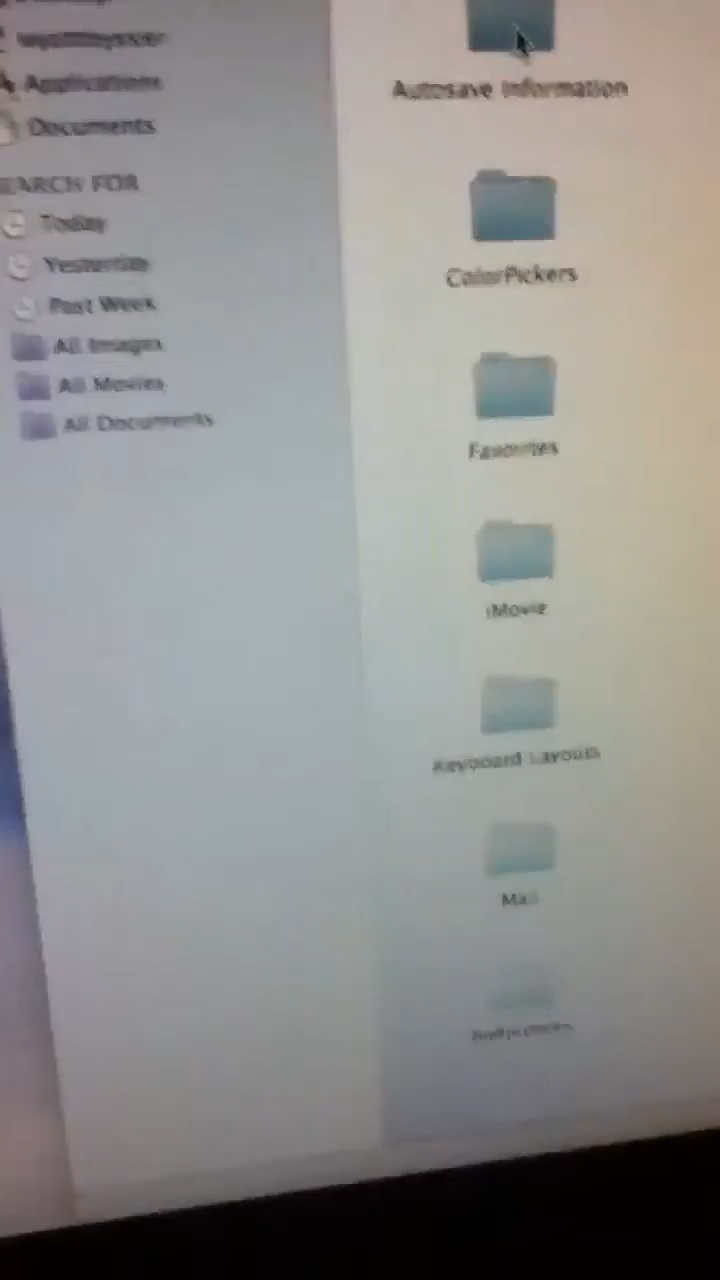 Applications
Documents
SEARCH FOR
Today
Yesterday
Past Week
All Images
All Movies
All Documents
Autosave Information
ColorPickers
Favorites
iMovie
Keyboard Layouts
Mail